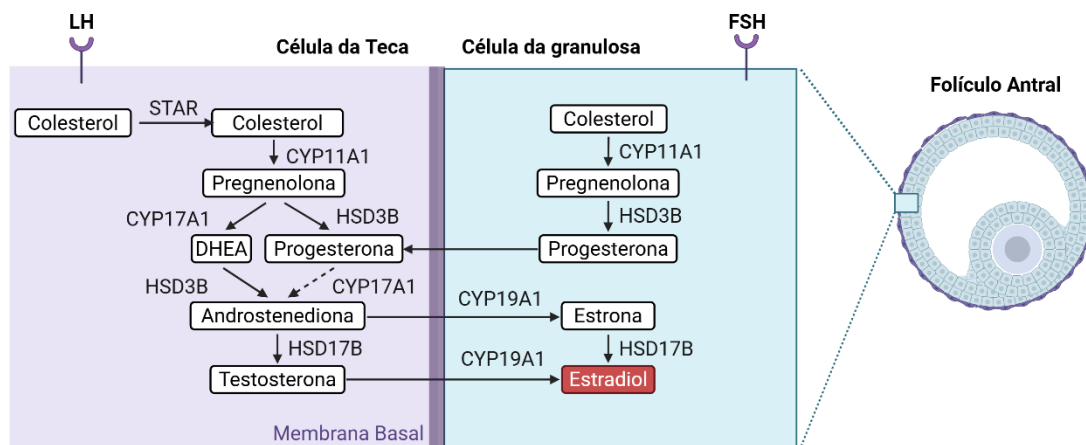 LH
FSH
Célula da Teca
Célula da granulosa
Folículo Antral
Colesterol
STAR
Colesterol
Colesterol
CYP11A1
CYP11A1
Pregnenolona
Pregnenolona
CYP17A1
HSD3B
HSD3B
DHEA
Progesterona
Progesterona
HSD3B
CYP17A1
CYP19A1
Androstenediona
Estrona
HSD17B
HSD17B
CYP19A1
Testosterona
Estradiol
Membrana Basal